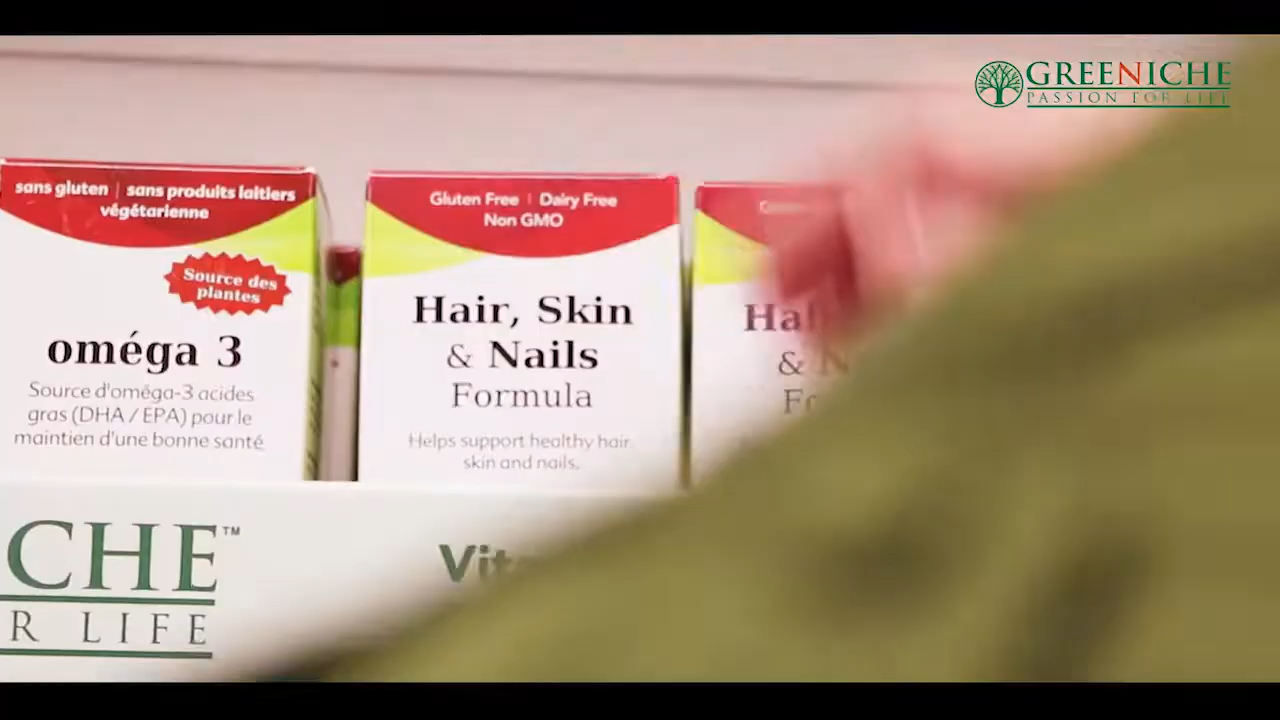 GREENICHE
PASSION FOR LIFE
sans gluten | sans produits laitiers
végétarienne
Source des
plantes
oméga 3
Source d'oméga-3 acides
gras (DHA / EPA) pour le
maintien d'une bonne santé
Gluten Free | Dairy Free
Non GMO
Hair, Skin
& Nails
Formula
Helps support healthy hair,
skin and nails.
&
CHE™
R LIFE